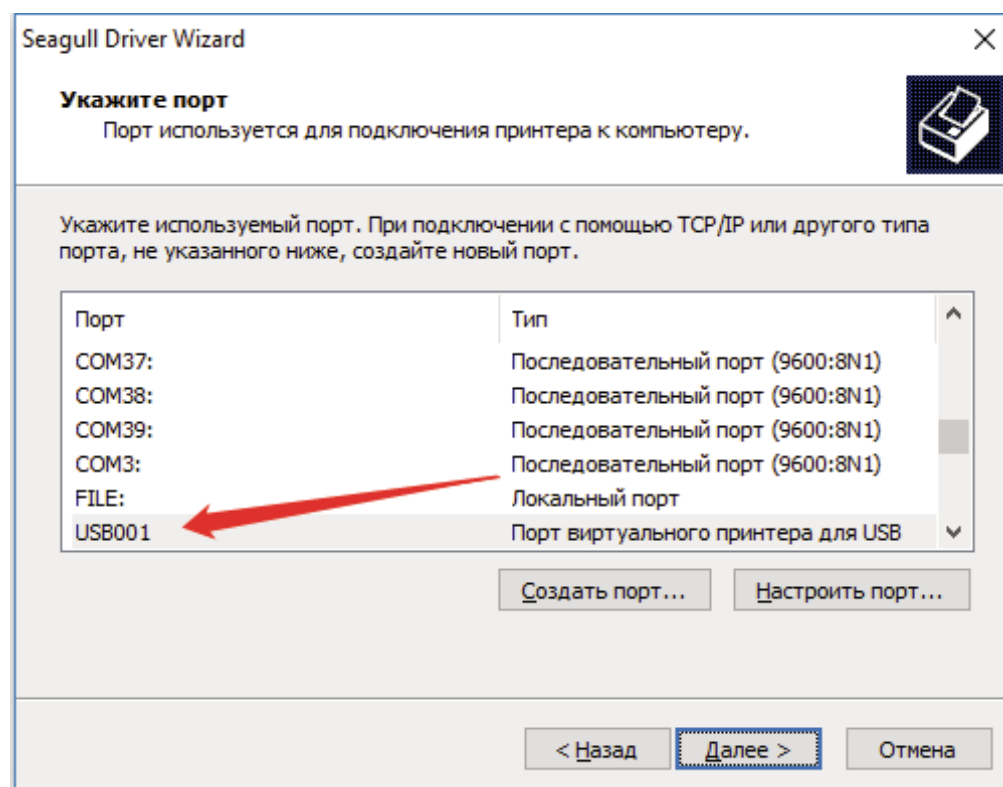 Seagull Driver Wizard
Укажите порт
Порт используется для подключения принтера к компьютеру.
Укажите используемый порт. При подключении с помощью TCP/IP или другого типа
порта, не указанного ниже, создайте новый порт.
Порт Тип
COM37: Последовательный порт (9600:8N1)
COM38: Последовательный порт (9600:8N1)
COM39: Последовательный порт (9600:8N1)
COM3: Последовательный порт (9600:8N1)
FILE: Локальный порт
USB001 Порт виртуального принтера для USB
Создать порт... Настроить порт...
< Назад Далее > Отмена